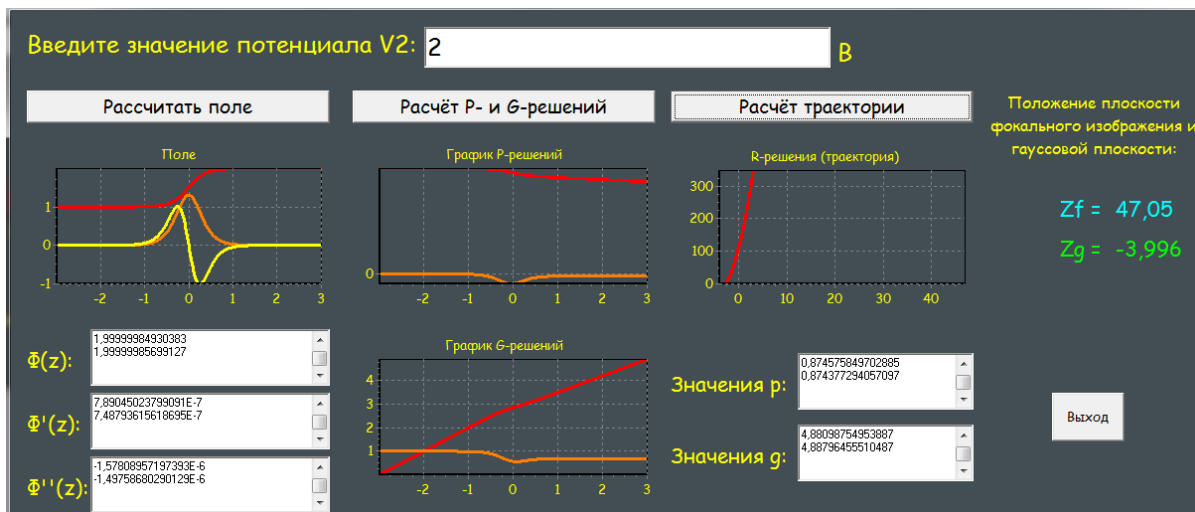 Введите значение потенциала V2: 2 В
Рассчитать поле
Расчёт P- и G-решений
Расчёт траектории
Положение плоскости
фокального изображения и
гауссовой плоскости:
Поле
1
0
-1
-2 -1 0 1 2 3
График P-решений
0
-2 -1 0 1 2 3
R-решения (траектория)
300
200
100
0
0 10 20 30 40
Zf = 47,05
Zg = -3,996
Φ(z):
1,99999984930383
1,99999985699127
Φ'(z):
7,89045023799091E-7
7,48793615618695E-7
Φ''(z):
-1,57808957197393E-6
-1,49758680290129E-6
График G-решений
4
3
2
1
-2 -1 0 1 2 3
Значения p:
0,874575849702885
0,874377294057097
Значения g:
4,88098754953887
4,88796455510487
Выход